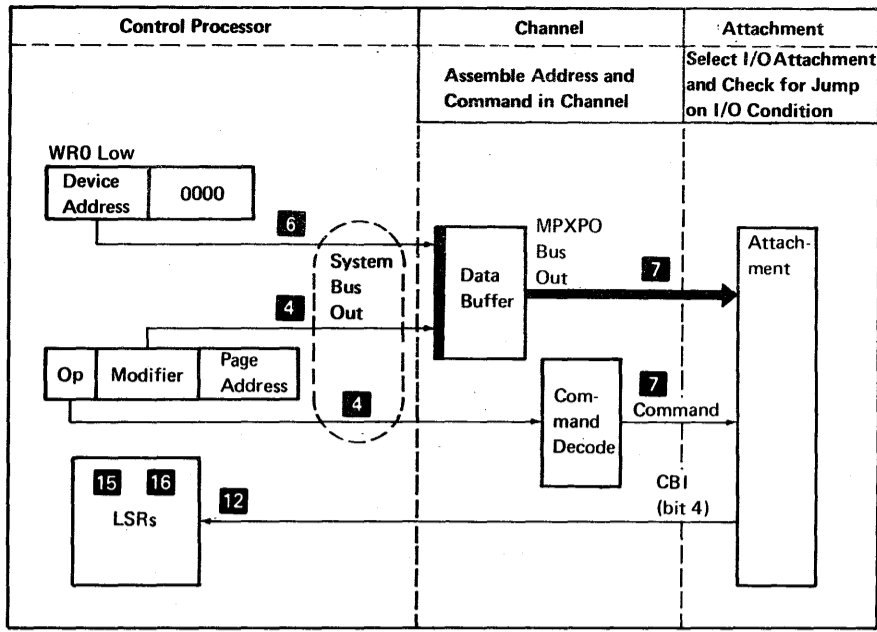 Control Processor
Channel
Attachment
Assemble Address and
Command in Channel
Select I/O Attachment
and Check for Jump
on I/O Condition
WR0 Low
Device
Address
0000
6
System
Bus
Out
4
Data
Buffer
MPXPO
Bus
Out
7
Attach-
ment
Op
Modifier
Page
Address
4
Com-
mand
Decode
7
Command
15
16
LSRs
12
CBI
(bit 4)